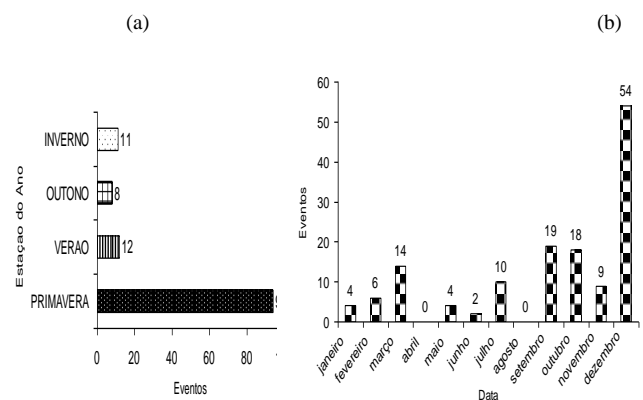 (a)
Estaçao do Ano
INVERNO
11
OUTONO
8
VERAO
12
PRIMAVERA
0 20 40 60 80
Eventos
(b)
Eventos
60
50
40
30
20
10
0
4 6 14 0 4 2 10 0 19 18 9 54
janeiro fevereiro março abril maio junho julho agosto setembro outubro novembro dezembro
Data